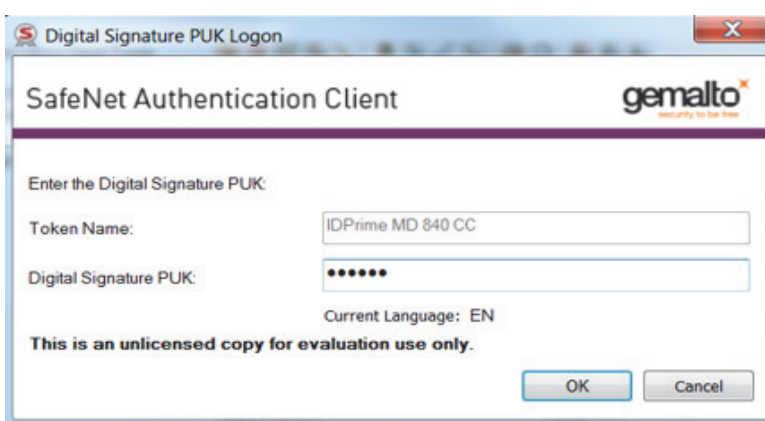 Digital Signature PUK Logon
SafeNet Authentication Client
gemalto
security to be free
Enter the Digital Signature PUK:
Token Name: IDPrime MD 840 CC
Digital Signature PUK: ••••••
Current Language: EN
This is an unlicensed copy for evaluation use only.
OK Cancel